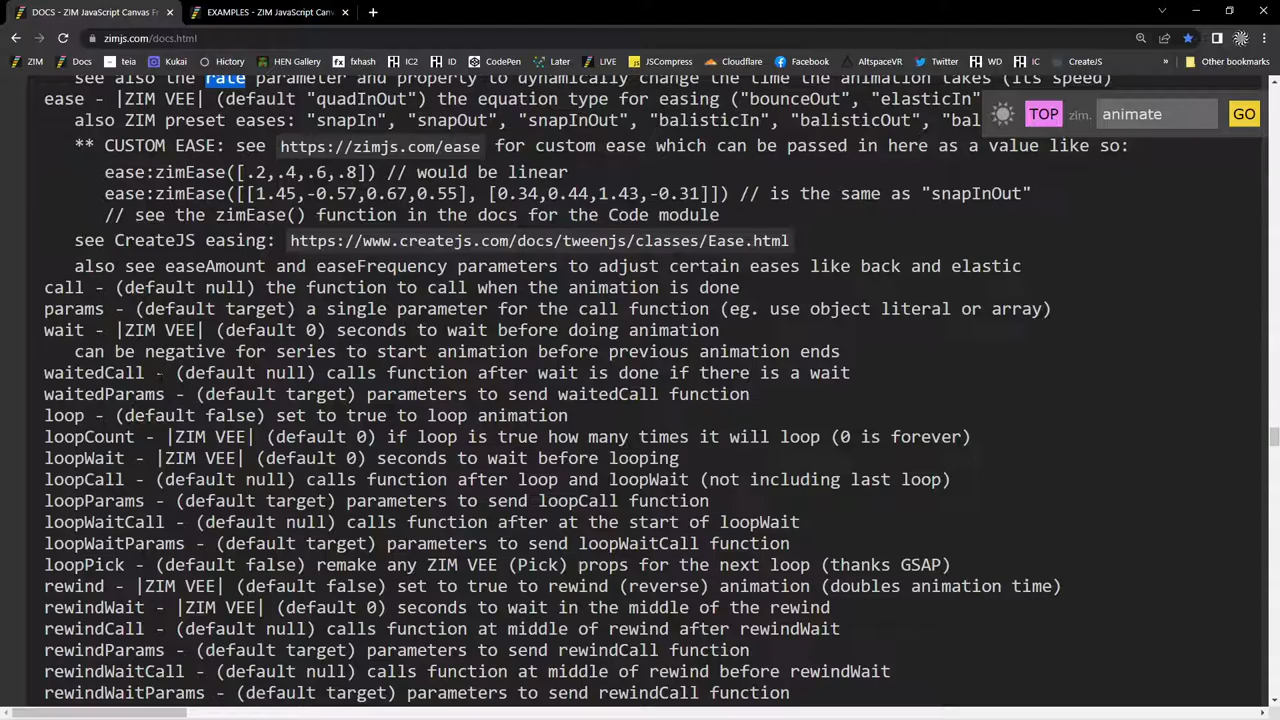 DOCS - ZIM JavaScript Canvas Fr
EXAMPLES - ZIM JavaScript Canv
zimjs.com/docs.html
ZIM Docs teia Kukai History HEN Gallery fxhash IC2 ID CodePen Later LIVE JSCompress Cloudflare Facebook AltspaceVR Twitter WD IC CreateJS » Other bookmarks
see also the rate parameter and property to dynamically change the time the animation takes (its speed)
ease - |ZIM VEE| (default "quadInOut") the equation type for easing ("bounceOut", "elasticIn"
TOP zim. animate GO
also ZIM preset eases: "snapIn", "snapOut", "snapInOut", "balisticIn", "balisticOut", "bal
** CUSTOM EASE: see https://zimjs.com/ease for custom ease which can be passed in here as a value like so:
ease:zimEase([.2,.4,.6,.8]) // would be linear
ease:zimEase([[1.45,-0.57,0.67,0.55], [0.34,0.44,1.43,-0.31]]) // is the same as "snapInOut"
// see the zimEase() function in the docs for the Code module
see CreateJS easing: https://www.createjs.com/docs/tweenjs/classes/Ease.html
also see easeAmount and easeFrequency parameters to adjust certain eases like back and elastic
call - (default null) the function to call when the animation is done
params - (default target) a single parameter for the call function (eg. use object literal or array)
wait - |ZIM VEE| (default 0) seconds to wait before doing animation
can be negative for series to start animation before previous animation ends
waitedCall - (default null) calls function after wait is done if there is a wait
waitedParams - (default target) parameters to send waitedCall function
loop - (default false) set to true to loop animation
loopCount - |ZIM VEE| (default 0) if loop is true how many times it will loop (0 is forever)
loopWait - |ZIM VEE| (default 0) seconds to wait before looping
loopCall - (default null) calls function after loop and loopWait (not including last loop)
loopParams - (default target) parameters to send loopCall function
loopWaitCall - (default null) calls function after at the start of loopWait
loopWaitParams - (default target) parameters to send loopWaitCall function
loopPick - (default false) remake any ZIM VEE (Pick) props for the next loop (thanks GSAP)
rewind - |ZIM VEE| (default false) set to true to rewind (reverse) animation (doubles animation time)
rewindWait - |ZIM VEE| (default 0) seconds to wait in the middle of the rewind
rewindCall - (default null) calls function at middle of rewind after rewindWait
rewindParams - (default target) parameters to send rewindCall function
rewindWaitCall - (default null) calls function at middle of rewind before rewindWait
rewindWaitParams - (default target) parameters to send rewindCall function